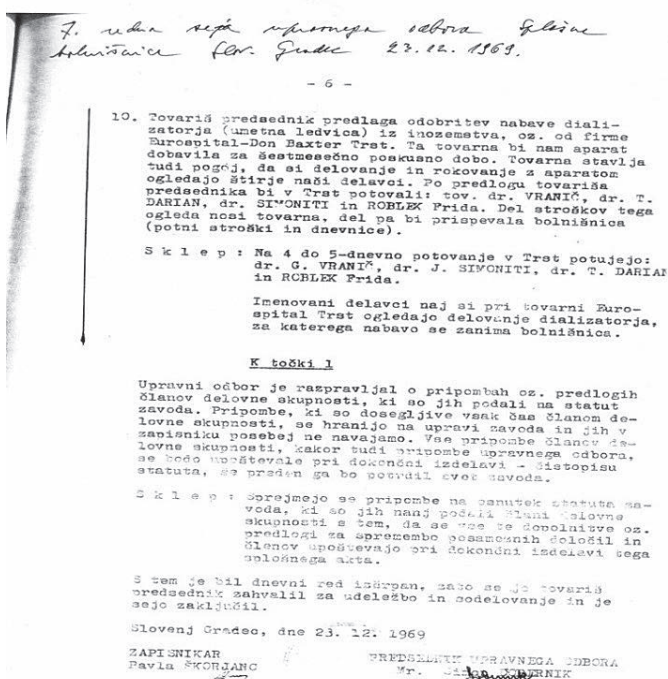 7. redna seja upravnega odbora Splošne
bolnišnice Slov. Gradec 23.12.1969.
- 6 -
10. Tovariš predsednik predlaga odobritev nabave diali-
zatorja (umetna ledvica) iz inozemstva, oz. od firme
Eurospital-Don Baxter Trst. Ta tovarna bi nam aparat
dobavila za šestmesečno poskusno dobo. Tovarna stavlja
tudi pogoj, da si delovanje in rokovanje z aparatom
ogledajo štirje naši delavci. Po predlogu tovariša
predsednika bi v Trst potovali: tov. dr. VRANIČ, dr. T.
DARIAN, dr. SIMONITI in ROBLEK Frida. Del stroškov tega
ogleda nosi tovarna, del pa bi prispevala bolnišnica
(potni stroški in dnevnice).
S k l e p : Na 4 do 5-dnevno potovanje v Trst potujejo:
dr. G. VRANIČ, dr. J. SIMONITI, dr. T. DARIAN
in ROBLEK Frida.
Imenovani delavci naj si pri tovarni Euro-
spital Trst ogledajo delovanje dializatorja,
za katerega nabavo se zanima bolnišnica.
K točki 1
Upravni odbor je razpravljal o pripombah oz. predlogih
članov delovne skupnosti, ki so jih podali na statut
zavoda. Pripombe, ki so dosegljive vsak čas članom de-
lovne skupnosti, se hranijo na upravi zavoda in jih v
zapisniku posebej ne navajamo. Vse pripombe članov de-
lovne skupnosti, kakor tudi pripombe upravnega odbora,
se bodo upoštevale pri dokončni izdelavi - čistopisu
statuta, še preden ga bo potrdil svet zavoda.
S k l e p : Sprejmejo se pripombe na osnutek statuta za-
voda, ki so jih nanj podali člani delovne
skupnosti s tem, da se vse te dopolnitve oz.
predlogi za spremembo posameznih določil in
členov upoštevajo pri dokončni izdelavi tega
splošnega akta.
S tem je bil dnevni red izčrpan, zato se je tovariš
predsednik zahvalil za udeležbo in sodelovanje in je
sejo zaključil.
Slovenj Gradec, dne 23. 12. 1969
ZAPISNIKAR
Pavla ŠKORJANC
PREDSEDNIK UPRAVNEGA ODBORA
Mr.